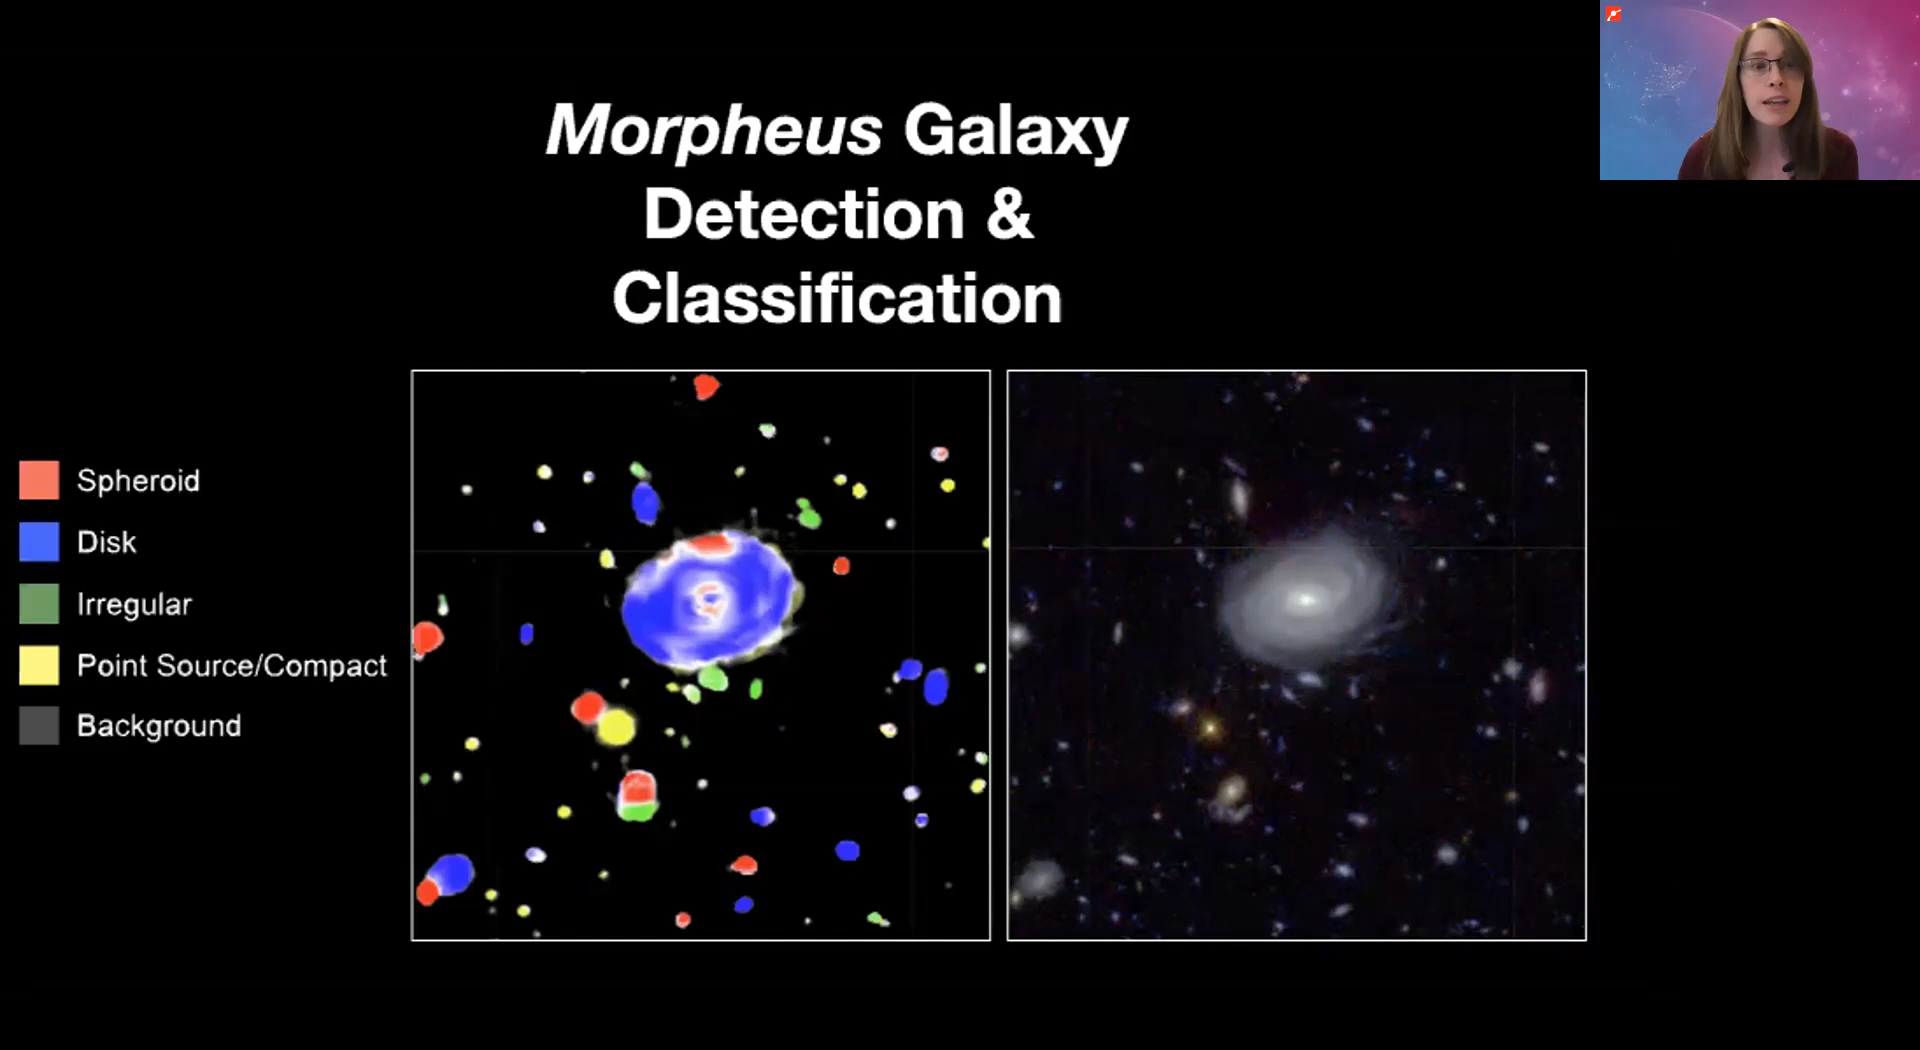 Morpheus Galaxy
Detection &
Classification
Spheroid
Disk
Irregular
Point Source/Compact
Background